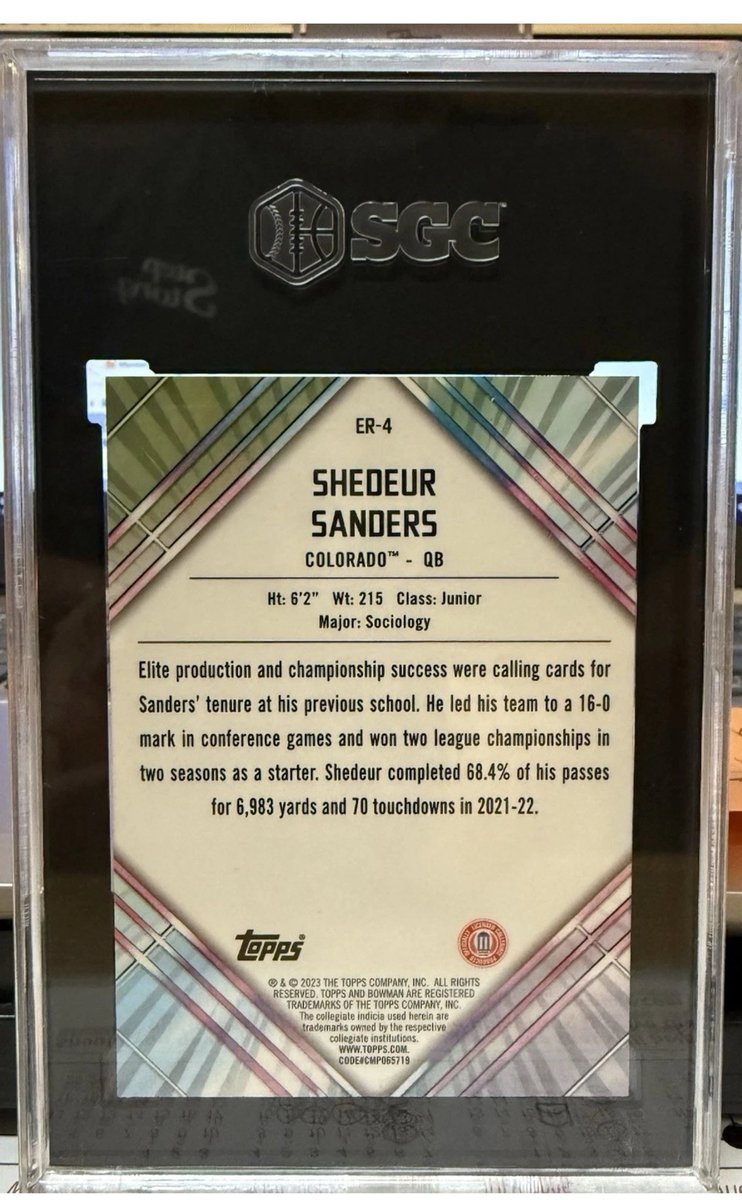 SGC
ER-4
SHEDEUR
SANDERS
COLORADO™ - QB
Ht: 6'2" Wt: 215 Class: Junior
Major: Sociology
Elite production and championship success were calling cards for
Sanders' tenure at his previous school. He led his team to a 16-0
mark in conference games and won two league championships in
two seasons as a starter. Shedeur completed 68.4% of his passes
for 6,983 yards and 70 touchdowns in 2021-22.
Topps®
OFFICIALLY LICENSED COLLEGIATE PRODUCTS
® & © 2023 THE TOPPS COMPANY, INC. ALL RIGHTS
RESERVED. TOPPS AND BOWMAN ARE REGISTERED
TRADEMARKS OF THE TOPPS COMPANY, INC.
The collegiate indicia used herein are
trademarks owned by the respective
collegiate institutions.
WWW.TOPPS.COM.
CODE#CMP065719